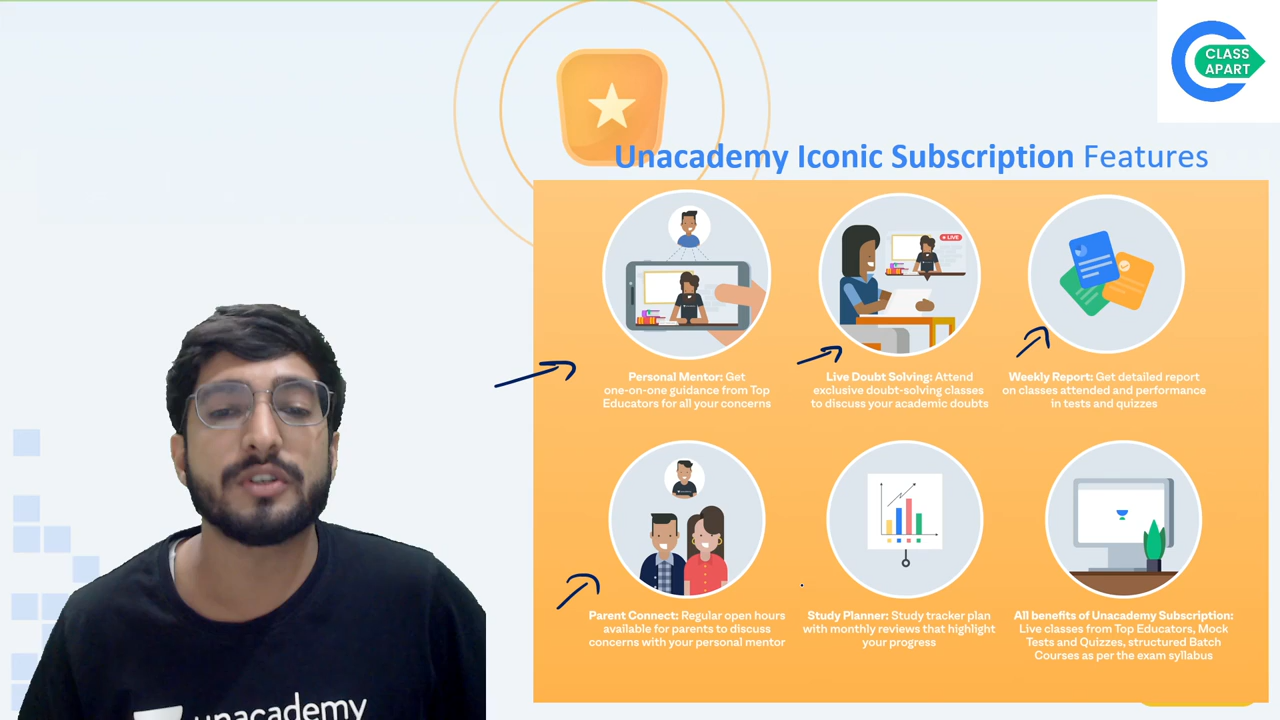 CLASS
APART
Unacademy Iconic Subscription Features
LIVE
Personal Mentor: Get
one-on-one guidance from Top
Educators for all your concerns
Live Doubt Solving: Attend
exclusive doubt-solving classes
to discuss your academic doubts
Weekly Report: Get detailed report
on classes attended and performance
in tests and quizzes
Parent Connect: Regular open hours
available for parents to discuss
concerns with your personal mentor
Study Planner: Study tracker plan
with monthly reviews that highlight
your progress
All benefits of Unacademy Subscription:
Live classes from Top Educators, Mock
Tests and Quizzes, structured Batch
Courses as per the exam syllabus
unacademy